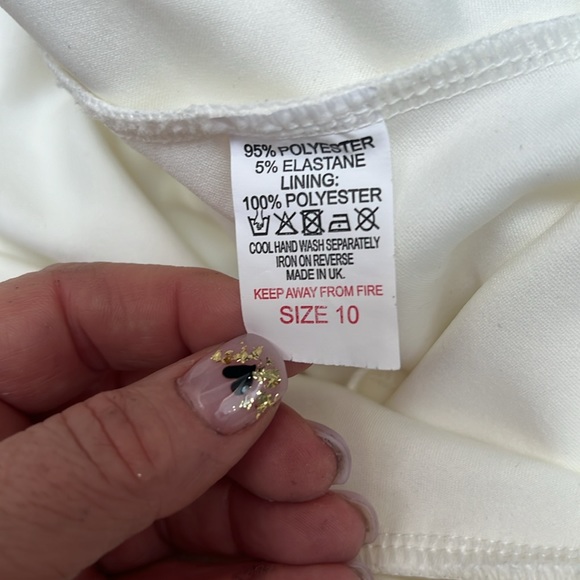 95% POLYESTER
5% ELASTANE
LINING:
100% POLYESTER
COOL HAND WASH SEPARATELY
IRON ON REVERSE
MADE IN UK.
KEEP AWAY FROM FIRE
SIZE 10